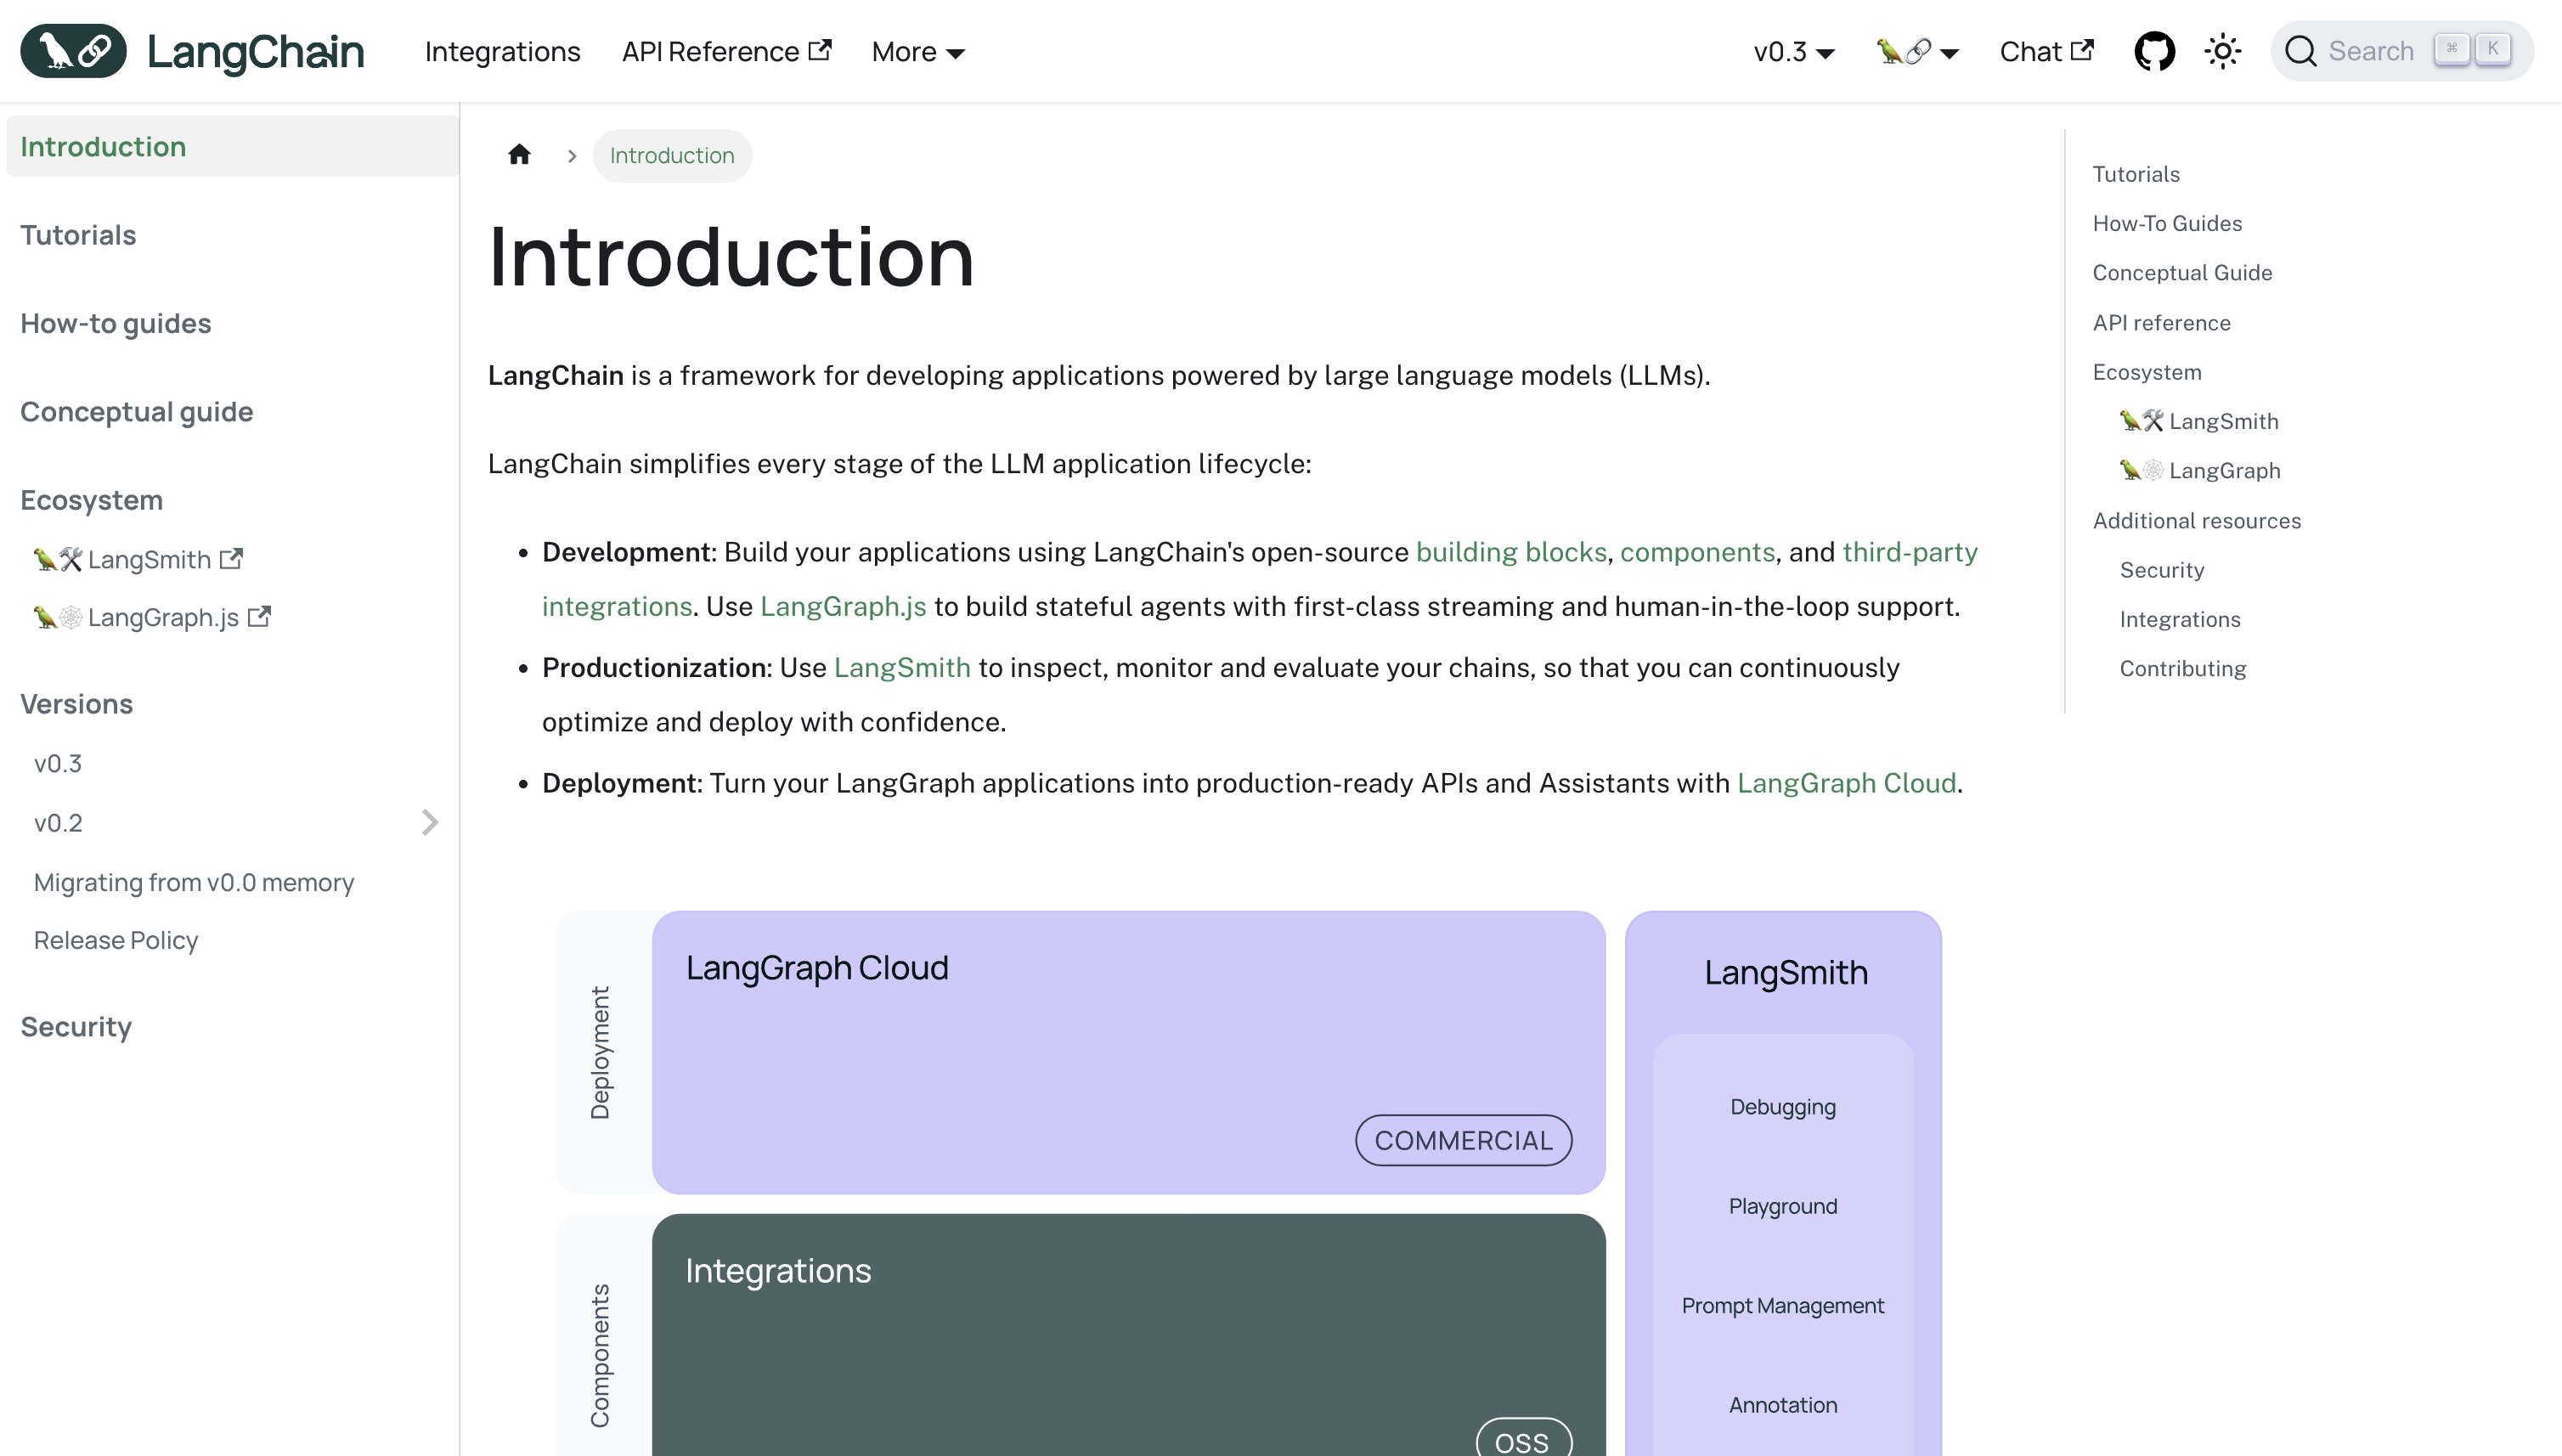 LangChain
Integrations
API Reference
More
v0.3
Chat
Search
⌘ K
Introduction
Tutorials
How-to guides
Conceptual guide
Ecosystem
🦜🛠️ LangSmith
🦜🕸️ LangGraph.js
Versions
v0.3
v0.2
Migrating from v0.0 memory
Release Policy
Security
Introduction
Introduction
LangChain is a framework for developing applications powered by large language models (LLMs).
LangChain simplifies every stage of the LLM application lifecycle:
• Development: Build your applications using LangChain's open-source building blocks, components, and third-party
integrations. Use LangGraph.js to build stateful agents with first-class streaming and human-in-the-loop support.
• Productionization: Use LangSmith to inspect, monitor and evaluate your chains, so that you can continuously
optimize and deploy with confidence.
• Deployment: Turn your LangGraph applications into production-ready APIs and Assistants with LangGraph Cloud.
Deployment
LangGraph Cloud
COMMERCIAL
Components
Integrations
OSS
LangSmith
Debugging
Playground
Prompt Management
Annotation
Tutorials
How-To Guides
Conceptual Guide
API reference
Ecosystem
🦜🛠️ LangSmith
🦜🕸️ LangGraph
Additional resources
Security
Integrations
Contributing